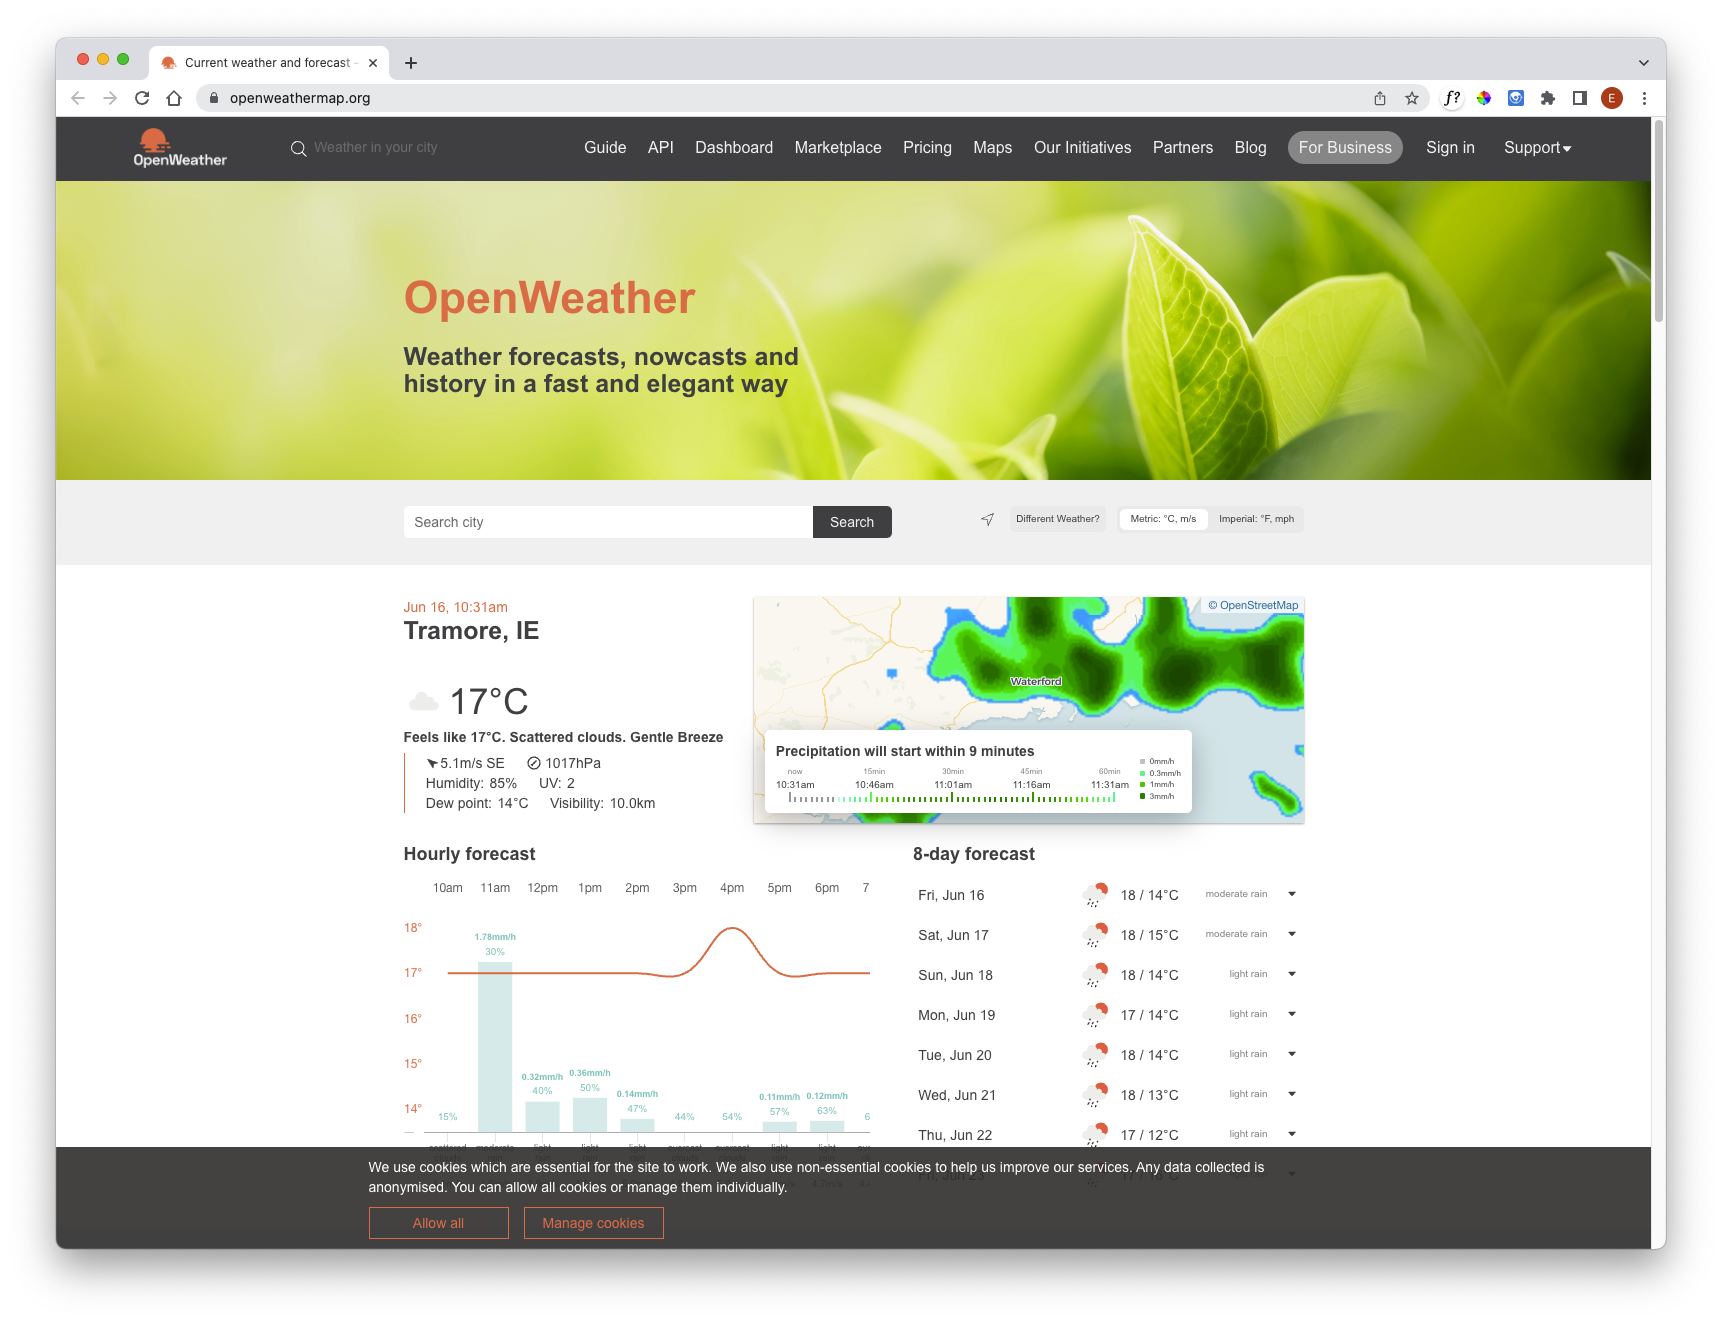 Current weather and forecast -
openweathermap.org
f?
E
OpenWeather
Weather in your city
Guide API Dashboard Marketplace Pricing Maps Our Initiatives Partners Blog For Business Sign in Support
OpenWeather
Weather forecasts, nowcasts and
history in a fast and elegant way
Search city
Search
Different Weather?
Metric: °C, m/s
Imperial: °F, mph
Jun 16, 10:31am
Tramore, IE
17°C
Feels like 17°C. Scattered clouds. Gentle Breeze
5.1m/s SE 1017hPa
Humidity: 85% UV: 2
Dew point: 14°C Visibility: 10.0km
© OpenStreetMap
Waterford
Precipitation will start within 9 minutes
now 15min 30min 45min 60min
10:31am 10:46am 11:01am 11:16am 11:31am
0mm/h
0.3mm/h
1mm/h
3mm/h
Hourly forecast
10am 11am 12pm 1pm 2pm 3pm 4pm 5pm 6pm 7
18°
17°
16°
15°
14°
1.78mm/h
30%
0.32mm/h
40%
0.36mm/h
50%
0.14mm/h
47%
0.11mm/h
57%
0.12mm/h
63%
15%
44%
54%
6
scattered moderate light light light overcast overcast light light
8-day forecast
Fri, Jun 16 18 / 14°C moderate rain
Sat, Jun 17 18 / 15°C moderate rain
Sun, Jun 18 18 / 14°C light rain
Mon, Jun 19 17 / 14°C light rain
Tue, Jun 20 18 / 14°C light rain
Wed, Jun 21 18 / 13°C light rain
Thu, Jun 22 17 / 12°C light rain
We use cookies which are essential for the site to work. We also use non-essential cookies to help us improve our services. Any data collected is
anonymised. You can allow all cookies or manage them individually.
Allow all
Manage cookies